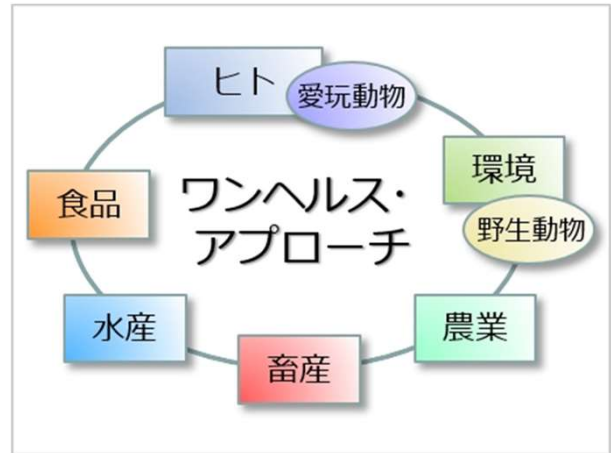 ヒト
愛玩動物
環境
野生動物
農業
畜産
水産
食品
ワンヘルス・
アプローチ